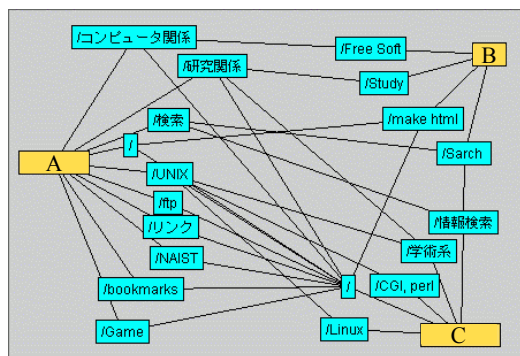 /コンピュータ関係
/Free Soft
B
/研究関係
/Study
/検索
/make html
/
/Sarch
A
/UNIX
/ftp
/情報検索
/リンク
/学術系
/NAIST
/bookmarks
/
/CGI, perl
/Game
/Linux
C